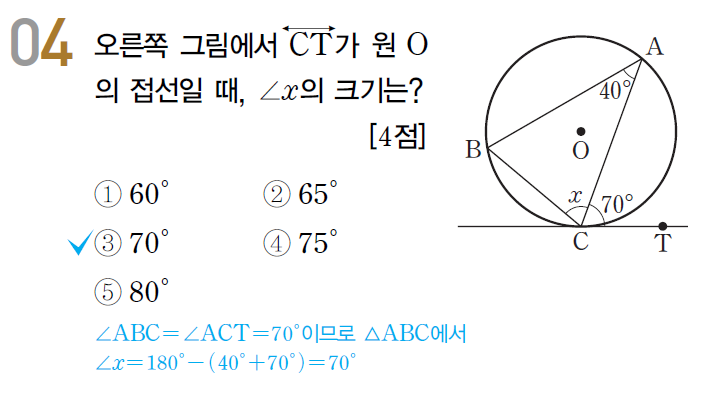 04
오른쪽 그림에서 CT가 원 O
의 접선일 때, ∠x의 크기는?
[4점]
① 60° ② 65°
③ 70° ④ 75°
⑤ 80°
∠ABC=∠ACT=70°이므로 △ABC에서
∠x=180°-(40°+70°)=70°
A
40°
B
O
x 70°
C T